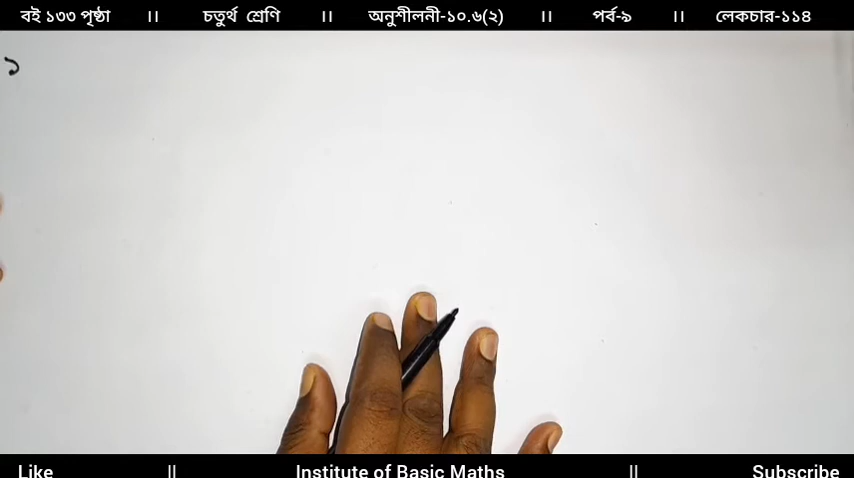 বই ১৩৩ পৃষ্ঠা ।। চতুর্থ শ্রেণি ।। অনুশীলনী-১০.৬(২) ।। পর্ব-৯ ।। লেকচার-১১৪
১
Like || Institute of Basic Maths || Subscribe